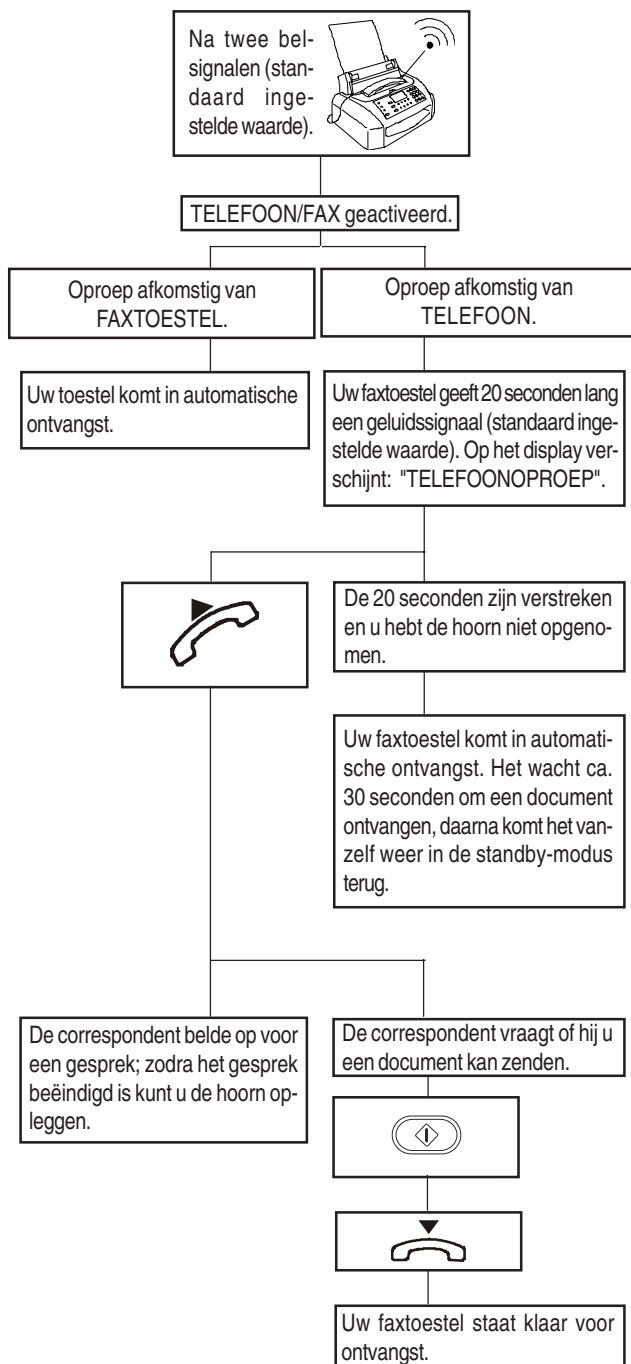 Na twee bel-
signalen (stan-
daard inge-
stelde waarde).
TELEFOON/FAX geactiveerd.
Oproep afkomstig van
FAXTOESTEL.
Oproep afkomstig van
TELEFOON.
Uw toestel komt in automatische
ontvangst.
Uw faxtoestel geeft 20 seconden lang
een geluidssignaal (standaard inge-
stelde waarde). Op het display ver-
schijnt: "TELEFOONOPROEP".
De 20 seconden zijn verstreken
en u hebt de hoorn niet opgeno-
men.
Uw faxtoestel komt in automati-
sche ontvangst. Het wacht ca.
30 seconden om een document
ontvangen, daarna komt het van-
zelf weer in de standby-modus
terug.
De correspondent belde op voor
een gesprek; zodra het gesprek
beëindigd is kunt u de hoorn op-
leggen.
De correspondent vraagt of hij u
een document kan zenden.
Uw faxtoestel staat klaar voor
ontvangst.